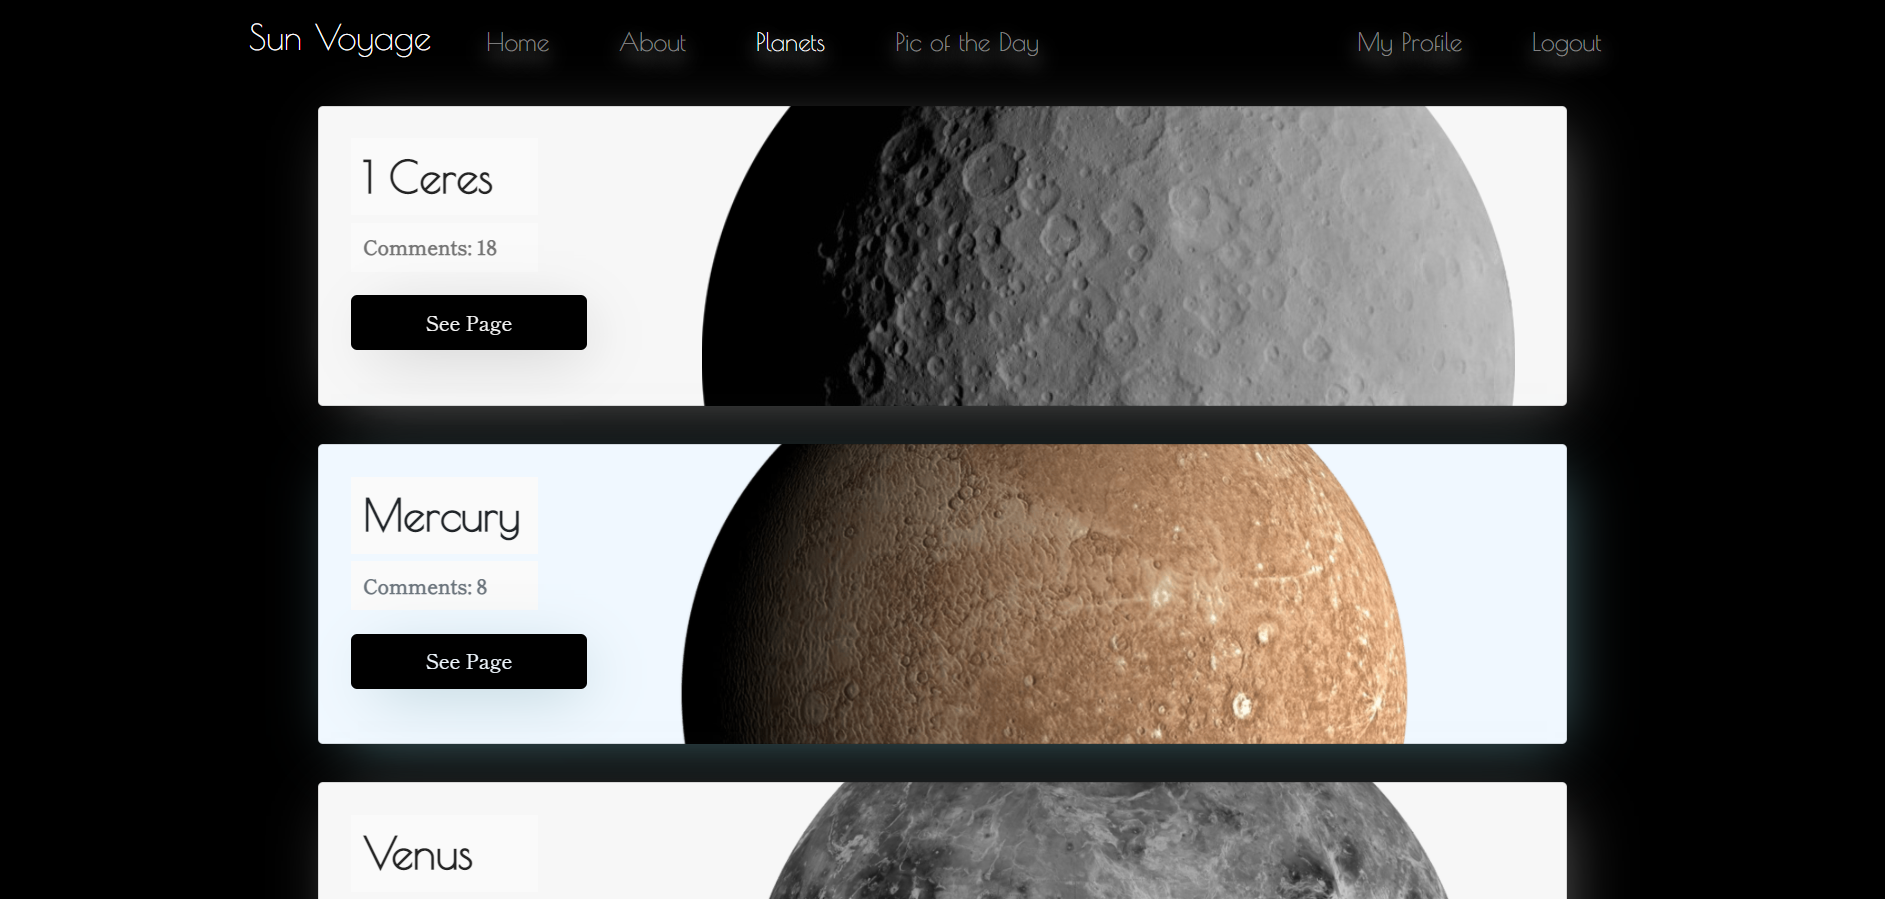 Sun Voyage Home About Planets Pic of the Day My Profile Logout
1 Ceres
Comments: 18
See Page
Mercury
Comments: 8
See Page
Venus